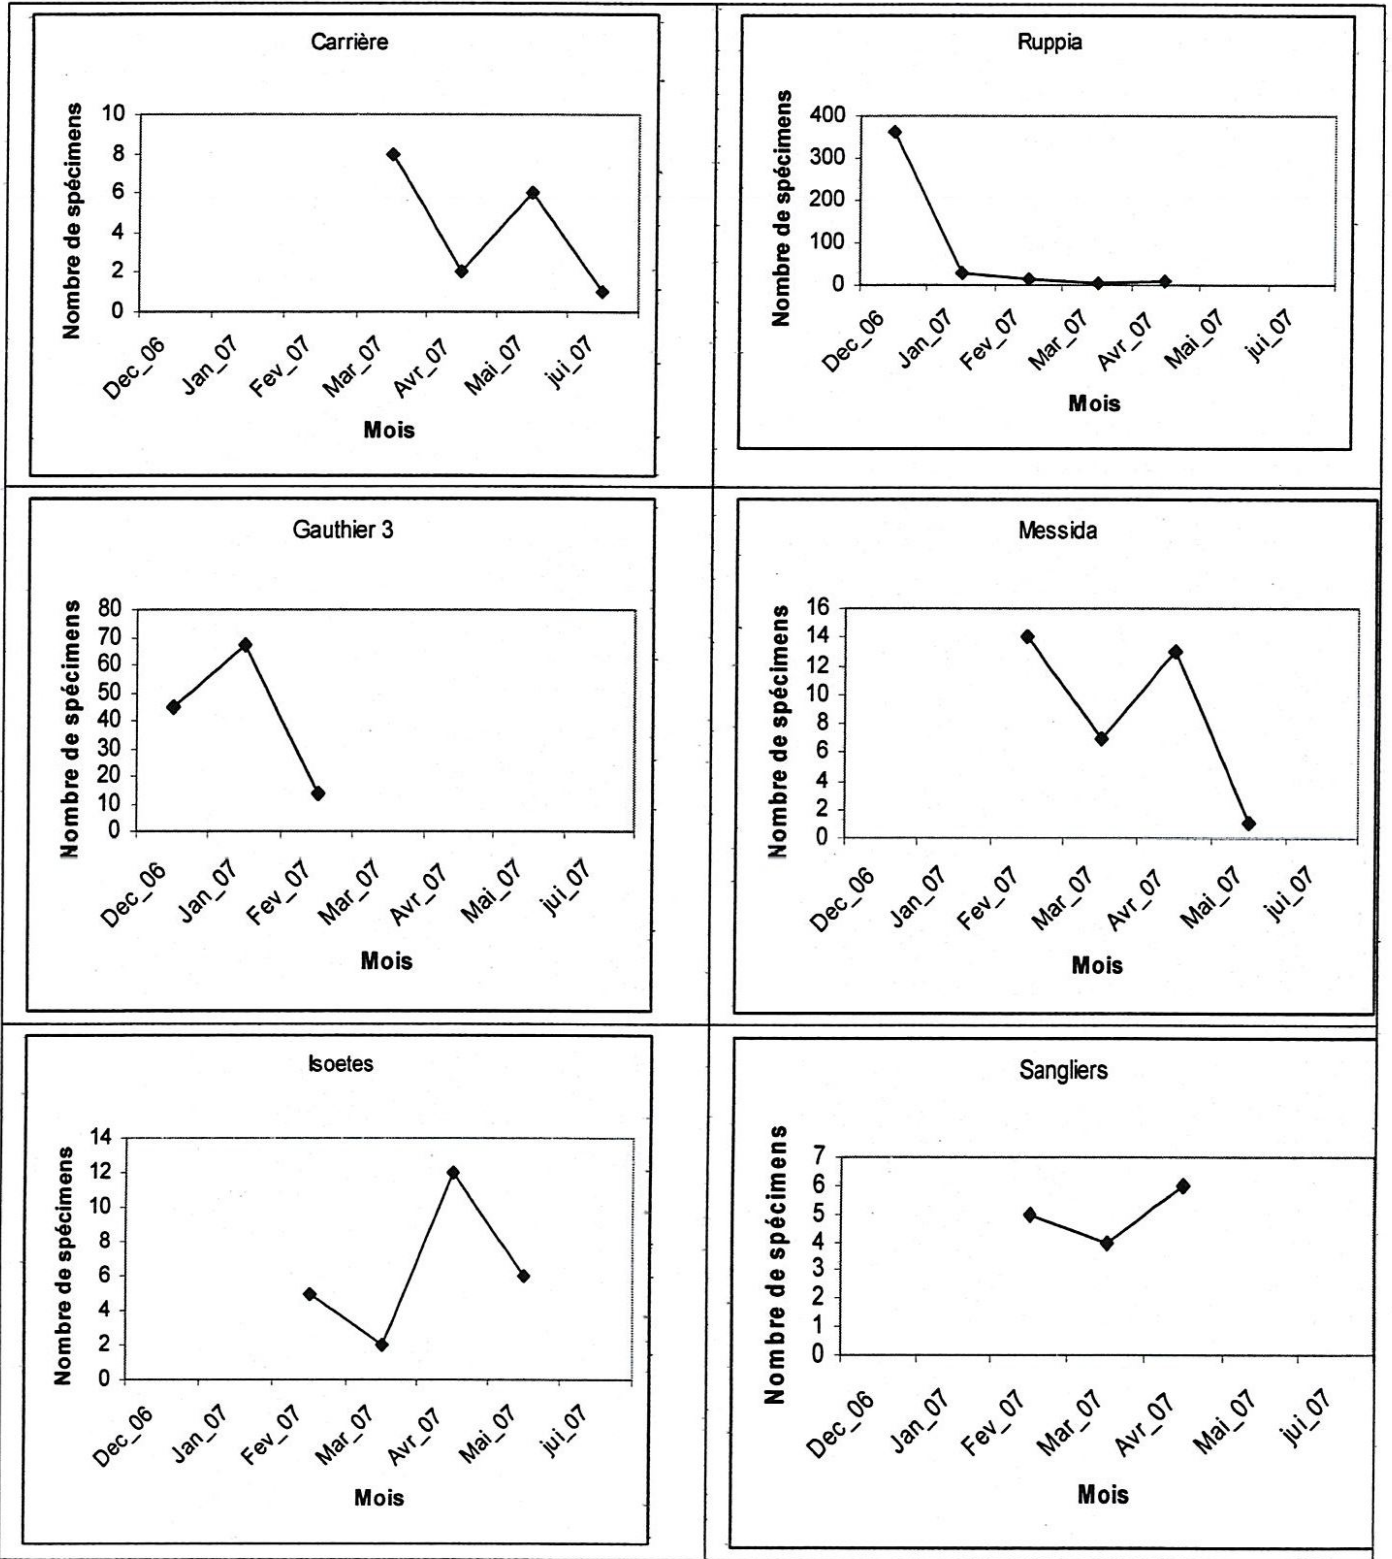 Carrière
Nombre de spécimens
10
8
6
4
2
0
Dec_06
Jan_07
Fev_07
Mar_07
Avr_07
Mai_07
jui_07
Mois
Ruppia
Nombre de spécimens
400
300
200
100
0
Dec_06
Jan_07
Fev_07
Mar_07
Avr_07
Mai_07
jui_07
Mois
Gauthier 3
Nombre de spécimens
80
70
60
50
40
30
20
10
0
Dec_06
Jan_07
Fev_07
Mar_07
Avr_07
Mai_07
jui_07
Mois
Messida
Nombre de spécimens
16
14
12
10
8
6
4
2
0
Dec_06
Jan_07
Fev_07
Mar_07
Avr_07
Mai_07
jui_07
Mois
Isoetes
Nombre de spécimens
14
12
10
8
6
4
2
0
Dec_06
Jan_07
Fev_07
Mar_07
Avr_07
Mai_07
jui_07
Mois
Sangliers
Nombre de spécimens
7
6
5
4
3
2
1
0
Dec_06
Jan_07
Fev_07
Mar_07
Avr_07
Mai_07
jui_07
Mois